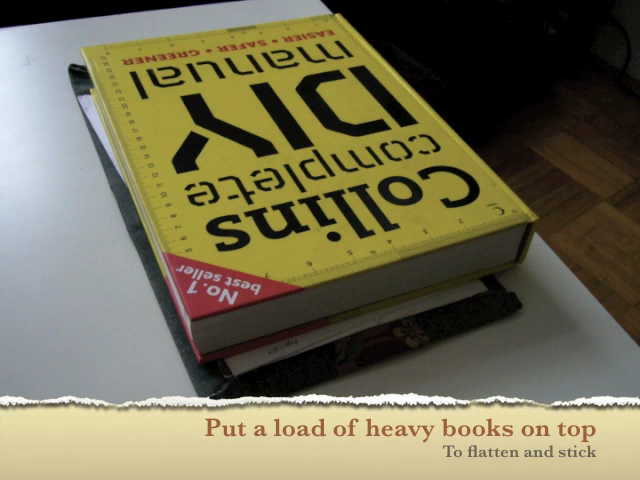 Collins
complete
DIY
manual
EASIER • SAFER • GREENER
No.1
best seller
Put a load of heavy books on top
To flatten and stick